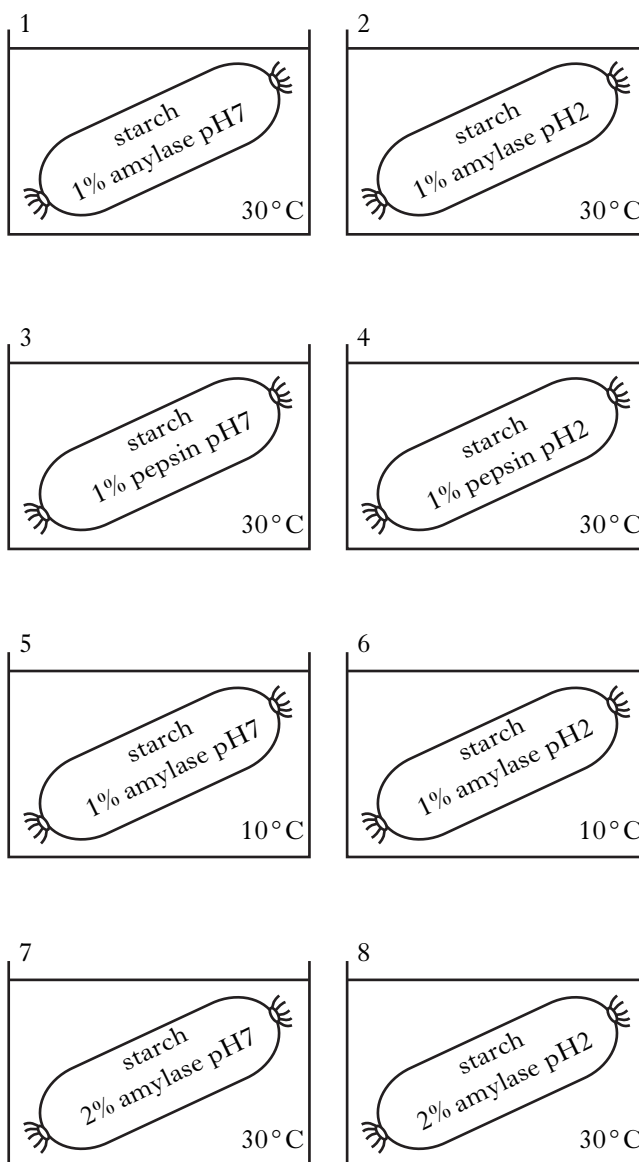 1
starch
1% amylase pH7
30°C
2
starch
1% amylase pH2
30°C
3
starch
1% pepsin pH7
30°C
4
starch
1% pepsin pH2
30°C
5
starch
1% amylase pH7
10°C
6
starch
1% amylase pH2
10°C
7
starch
2% amylase pH7
30°C
8
starch
2% amylase pH2
30°C